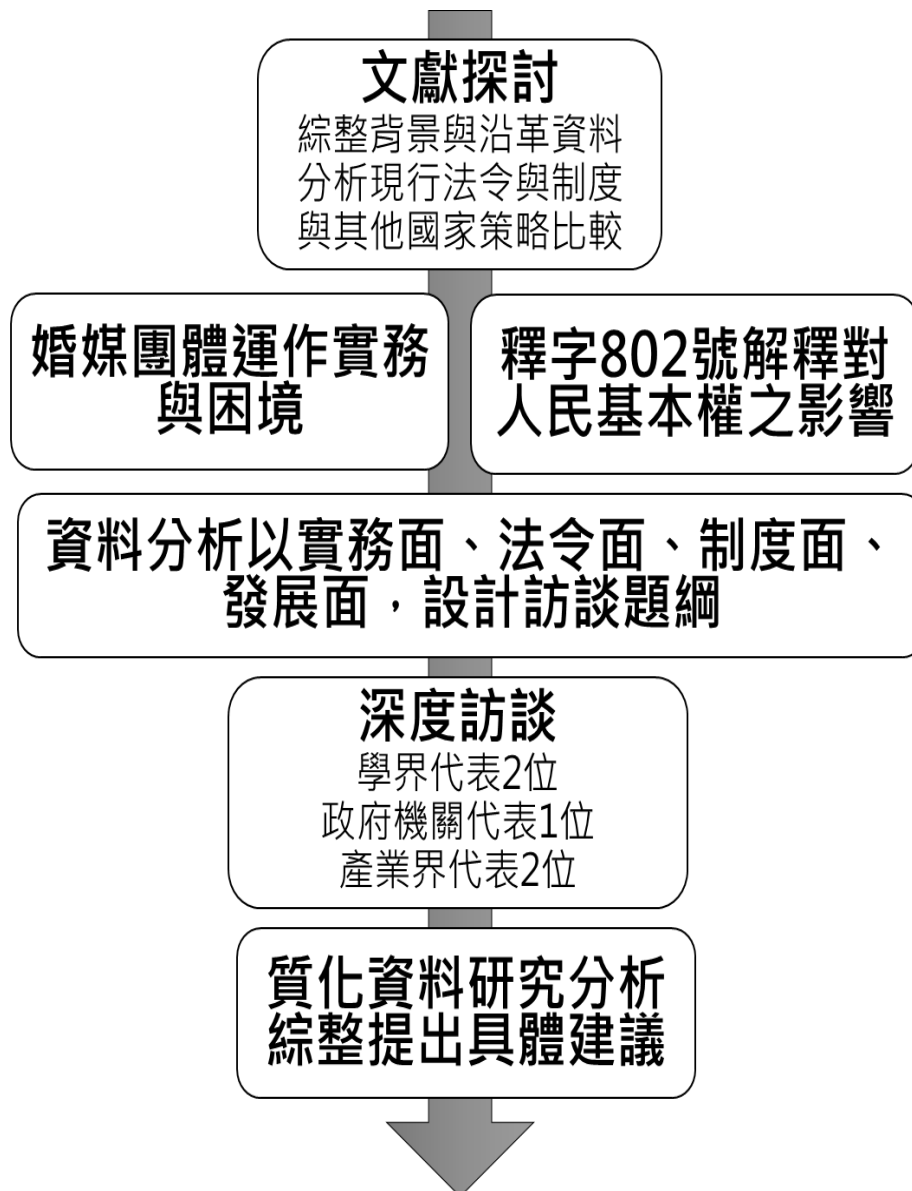 文獻探討
綜整背景與沿革資料
分析現行法令與制度
與其他國家策略比較
婚媒團體運作實務
與困境
釋字802號解釋對
人民基本權之影響
資料分析以實務面、法令面、制度面、
發展面，設計訪談題綱
深度訪談
學界代表2位
政府機關代表1位
產業界代表2位
質化資料研究分析
綜整提出具體建議